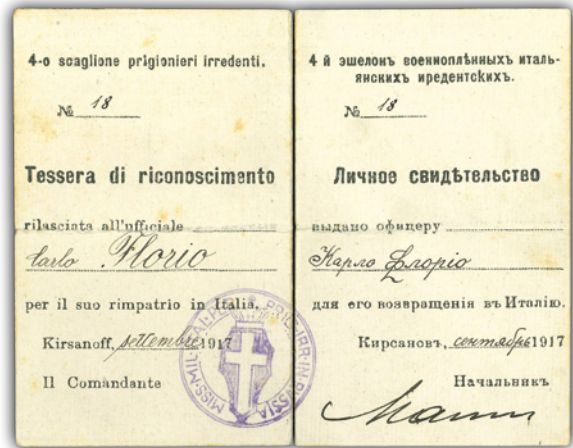 4-o scaglione prigionieri irredenti.
№ 18
Tessera di riconoscimento
rilasciata all'ufficiale
Carlo Florio
per il suo rimpatrio in Italia.
Kirsanoff, settembre 1917
Il Comandante
4 й эшелонъ военноплѣнныхъ италь-
янскихъ иредентскихъ.
№ 18
Личное свидѣтельство
выдано офицеру
Карло Флоріо
для его возвращенія въ Италію.
Кирсановъ, сентябрь 1917
Начальникъ